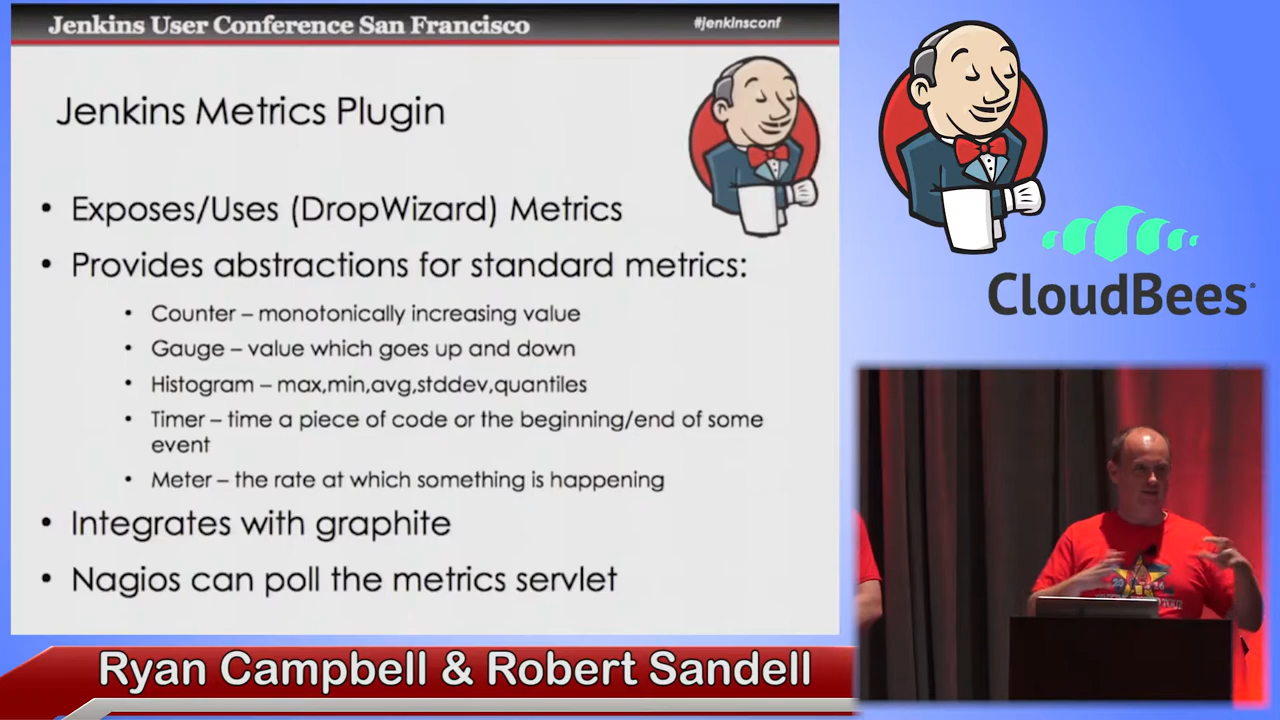 Jenkins User Conference San Francisco
#jenkinsconf
Jenkins Metrics Plugin
• Exposes/Uses (DropWizard) Metrics
• Provides abstractions for standard metrics:
• Counter – monotonically increasing value
• Gauge – value which goes up and down
• Histogram – max,min,avg,stddev,quantiles
• Timer – time a piece of code or the beginning/end of some
event
• Meter – the rate at which something is happening
• Integrates with graphite
• Nagios can poll the metrics servlet
CloudBees
Ryan Campbell & Robert Sandell